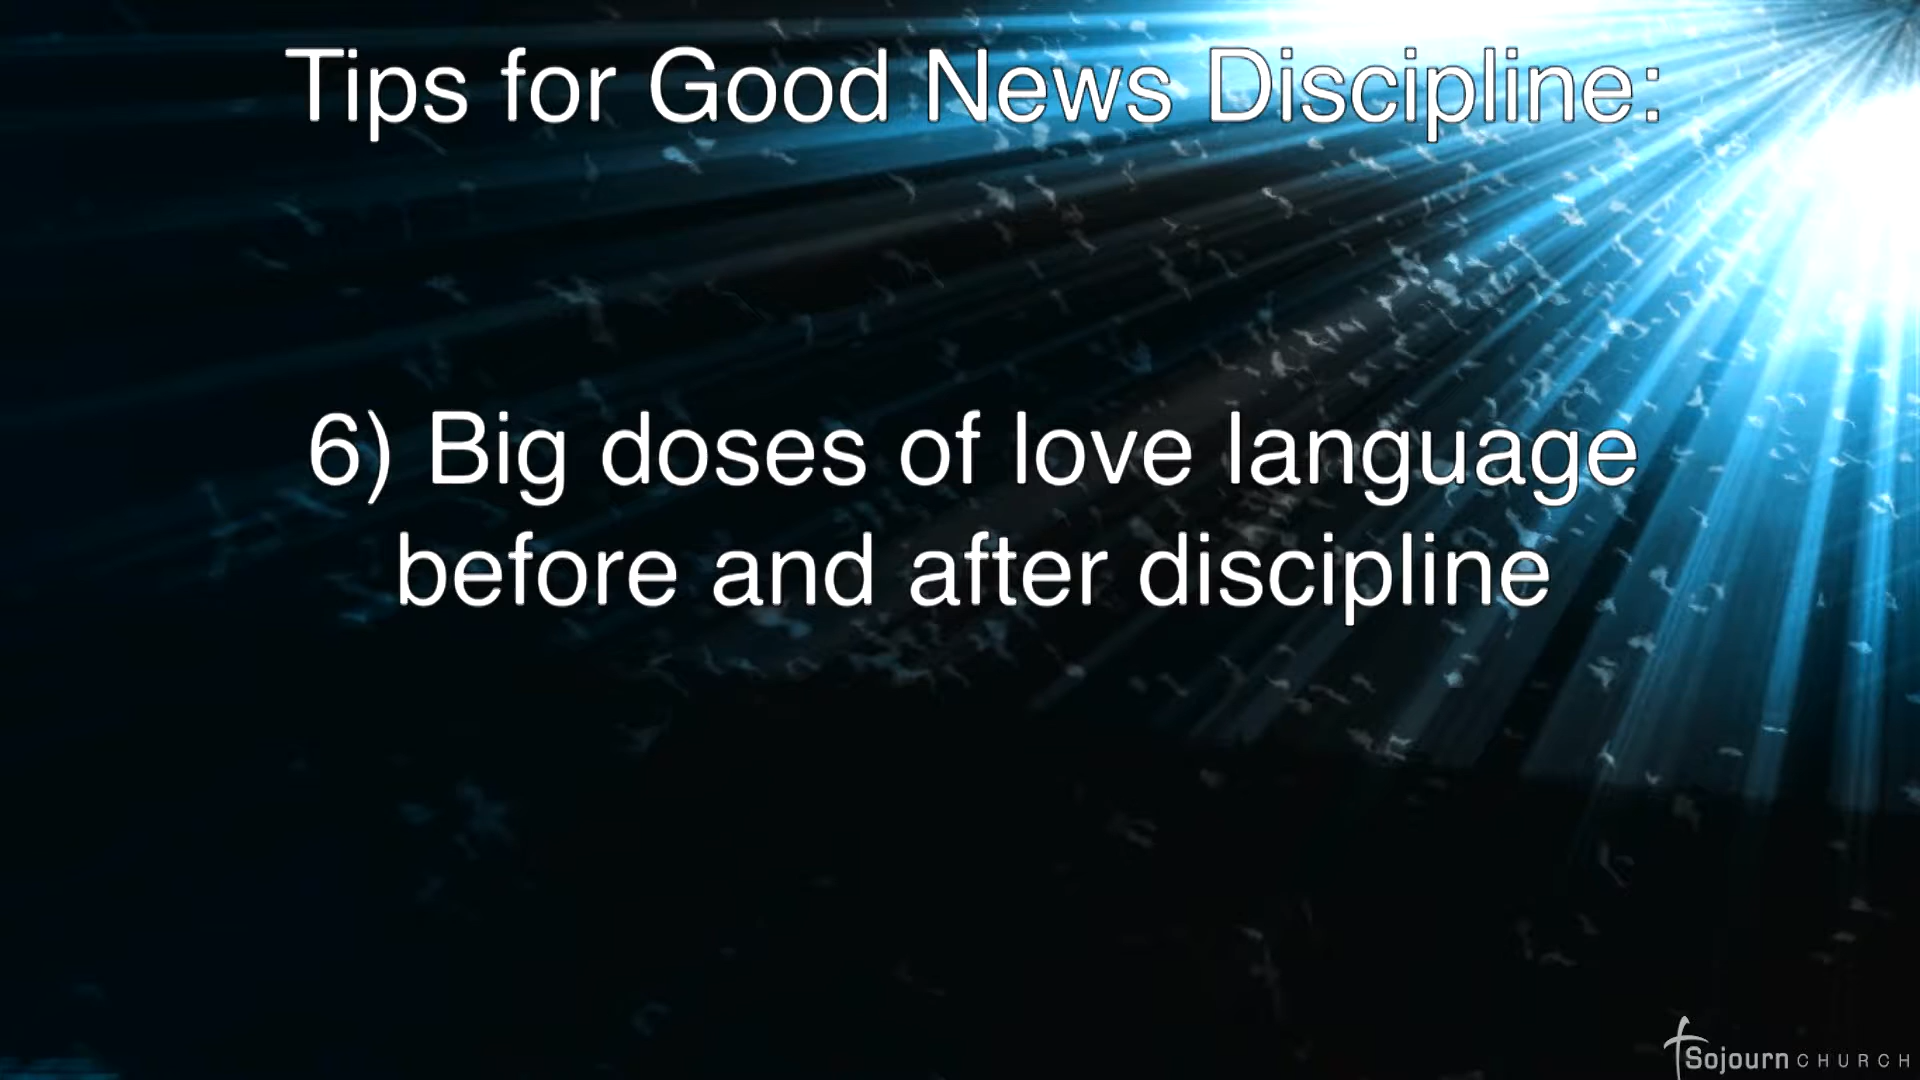 Tips for Good News Discipline:
6) Big doses of love language
before and after discipline
Sojourn CHURCH